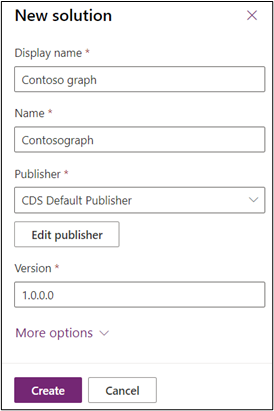 New solution
Display name *
Contoso graph
Name *
Contosograph
Publisher *
CDS Default Publisher
Edit publisher
Version *
1.0.0.0
More options
Create Cancel